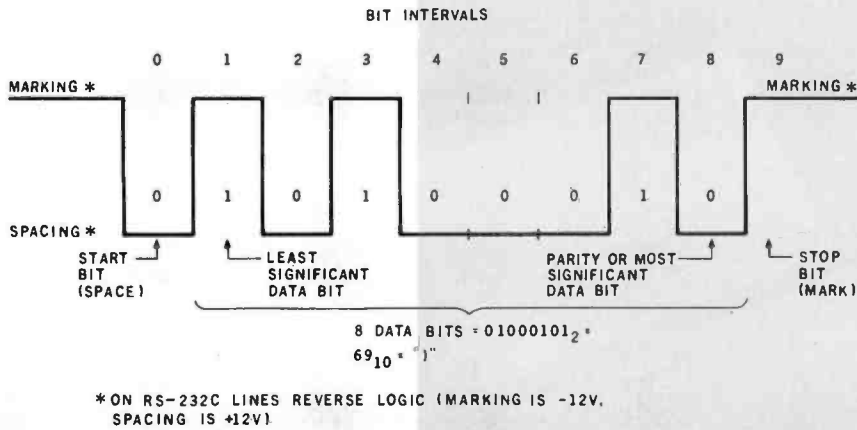 BIT INTERVALS
0 1 2 3 4 5 6 7 8 9
MARKING * MARKING *
0 1 0 1 0 0 0 1 0
SPACING *
START
BIT
(SPACE)
LEAST
SIGNIFICANT
DATA BIT
PARITY OR MOST
SIGNIFICANT
DATA BIT
STOP
BIT
(MARK)
8 DATA BITS = 01000101₂ =
69₁₀ = ")"
*ON RS-232C LINES REVERSE LOGIC (MARKING IS -12V,
SPACING IS +12V)